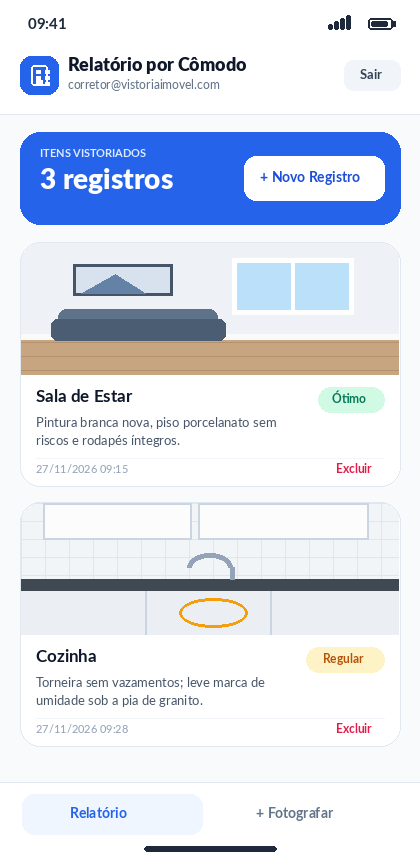 09:41
Relatório por Cômodo
corretor@vistoriaimovel.com
Sair
ITENS VISTORIADOS
3 registros
+ Novo Registro
Sala de Estar
Ótimo
Pintura branca nova, piso porcelanato sem
riscos e rodapés íntegros.
27/11/2026 09:15
Excluir
Cozinha
Regular
Torneira sem vazamentos; leve marca de
umidade sob a pia de granito.
27/11/2026 09:28
Excluir
Relatório
+ Fotografar